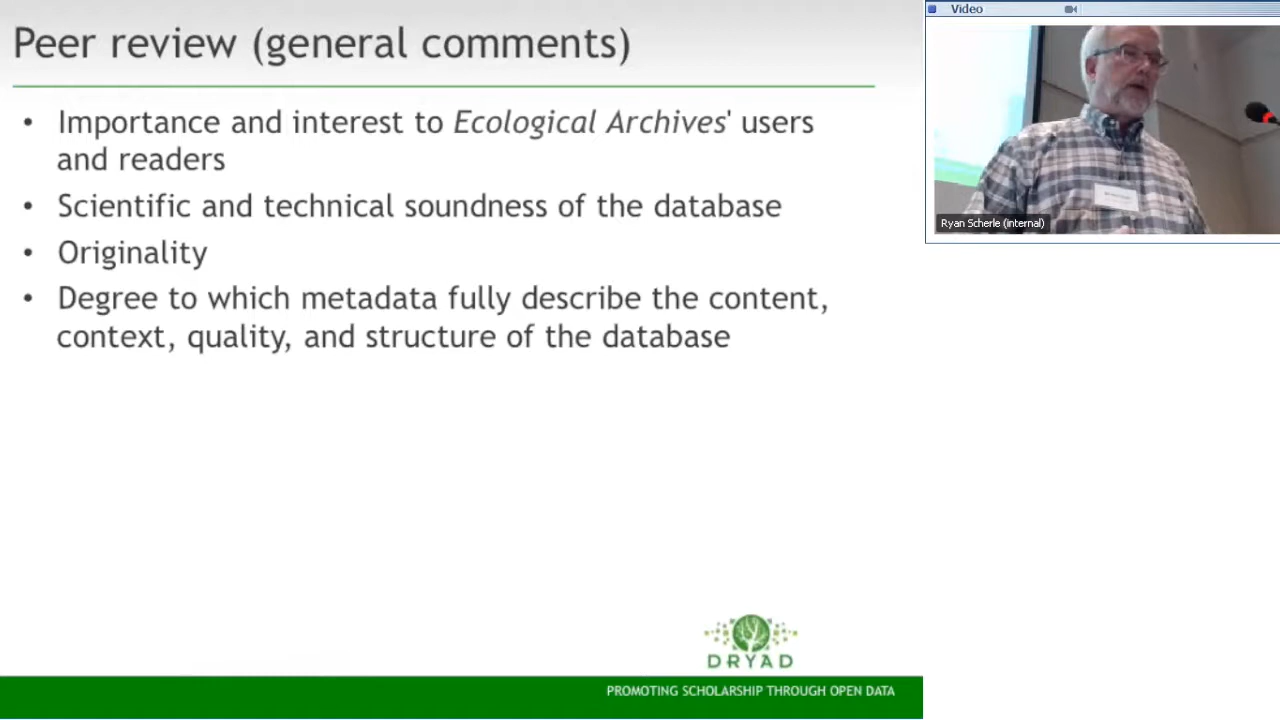 Peer review (general comments)
• Importance and interest to Ecological Archives' users
and readers
• Scientific and technical soundness of the database
• Originality
• Degree to which metadata fully describe the content,
context, quality, and structure of the database
DRYAD
PROMOTING SCHOLARSHIP THROUGH OPEN DATA
Video
Ryan Scherle (internal)